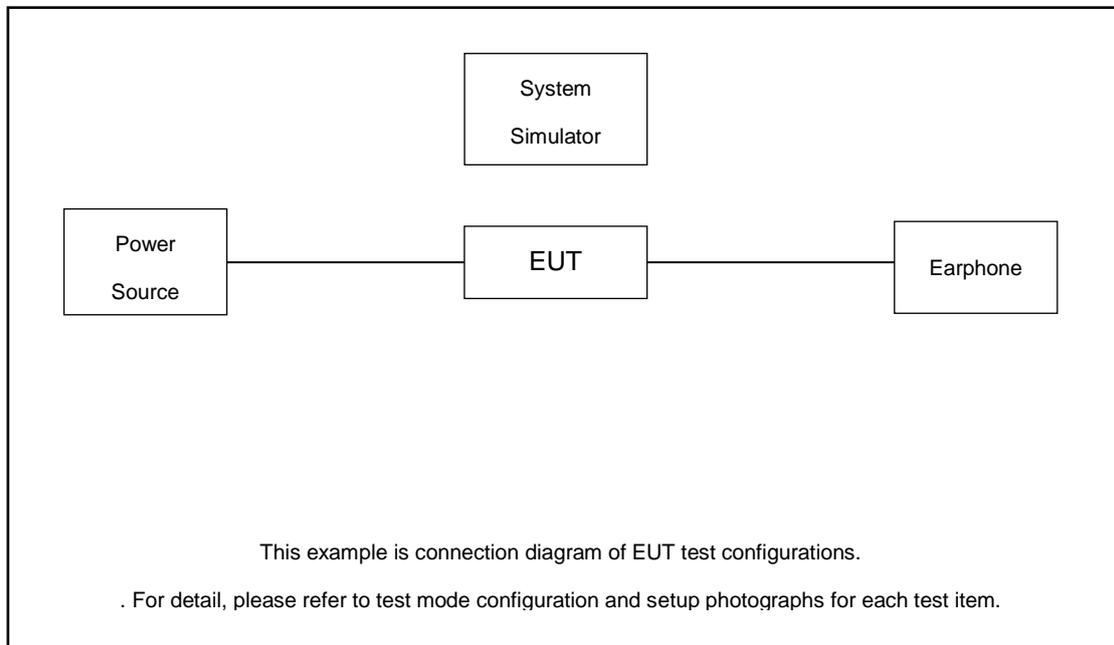 System
Simulator
Power
Source
EUT
Earphone
This example is connection diagram of EUT test configurations.
. For detail, please refer to test mode configuration and setup photographs for each test item.